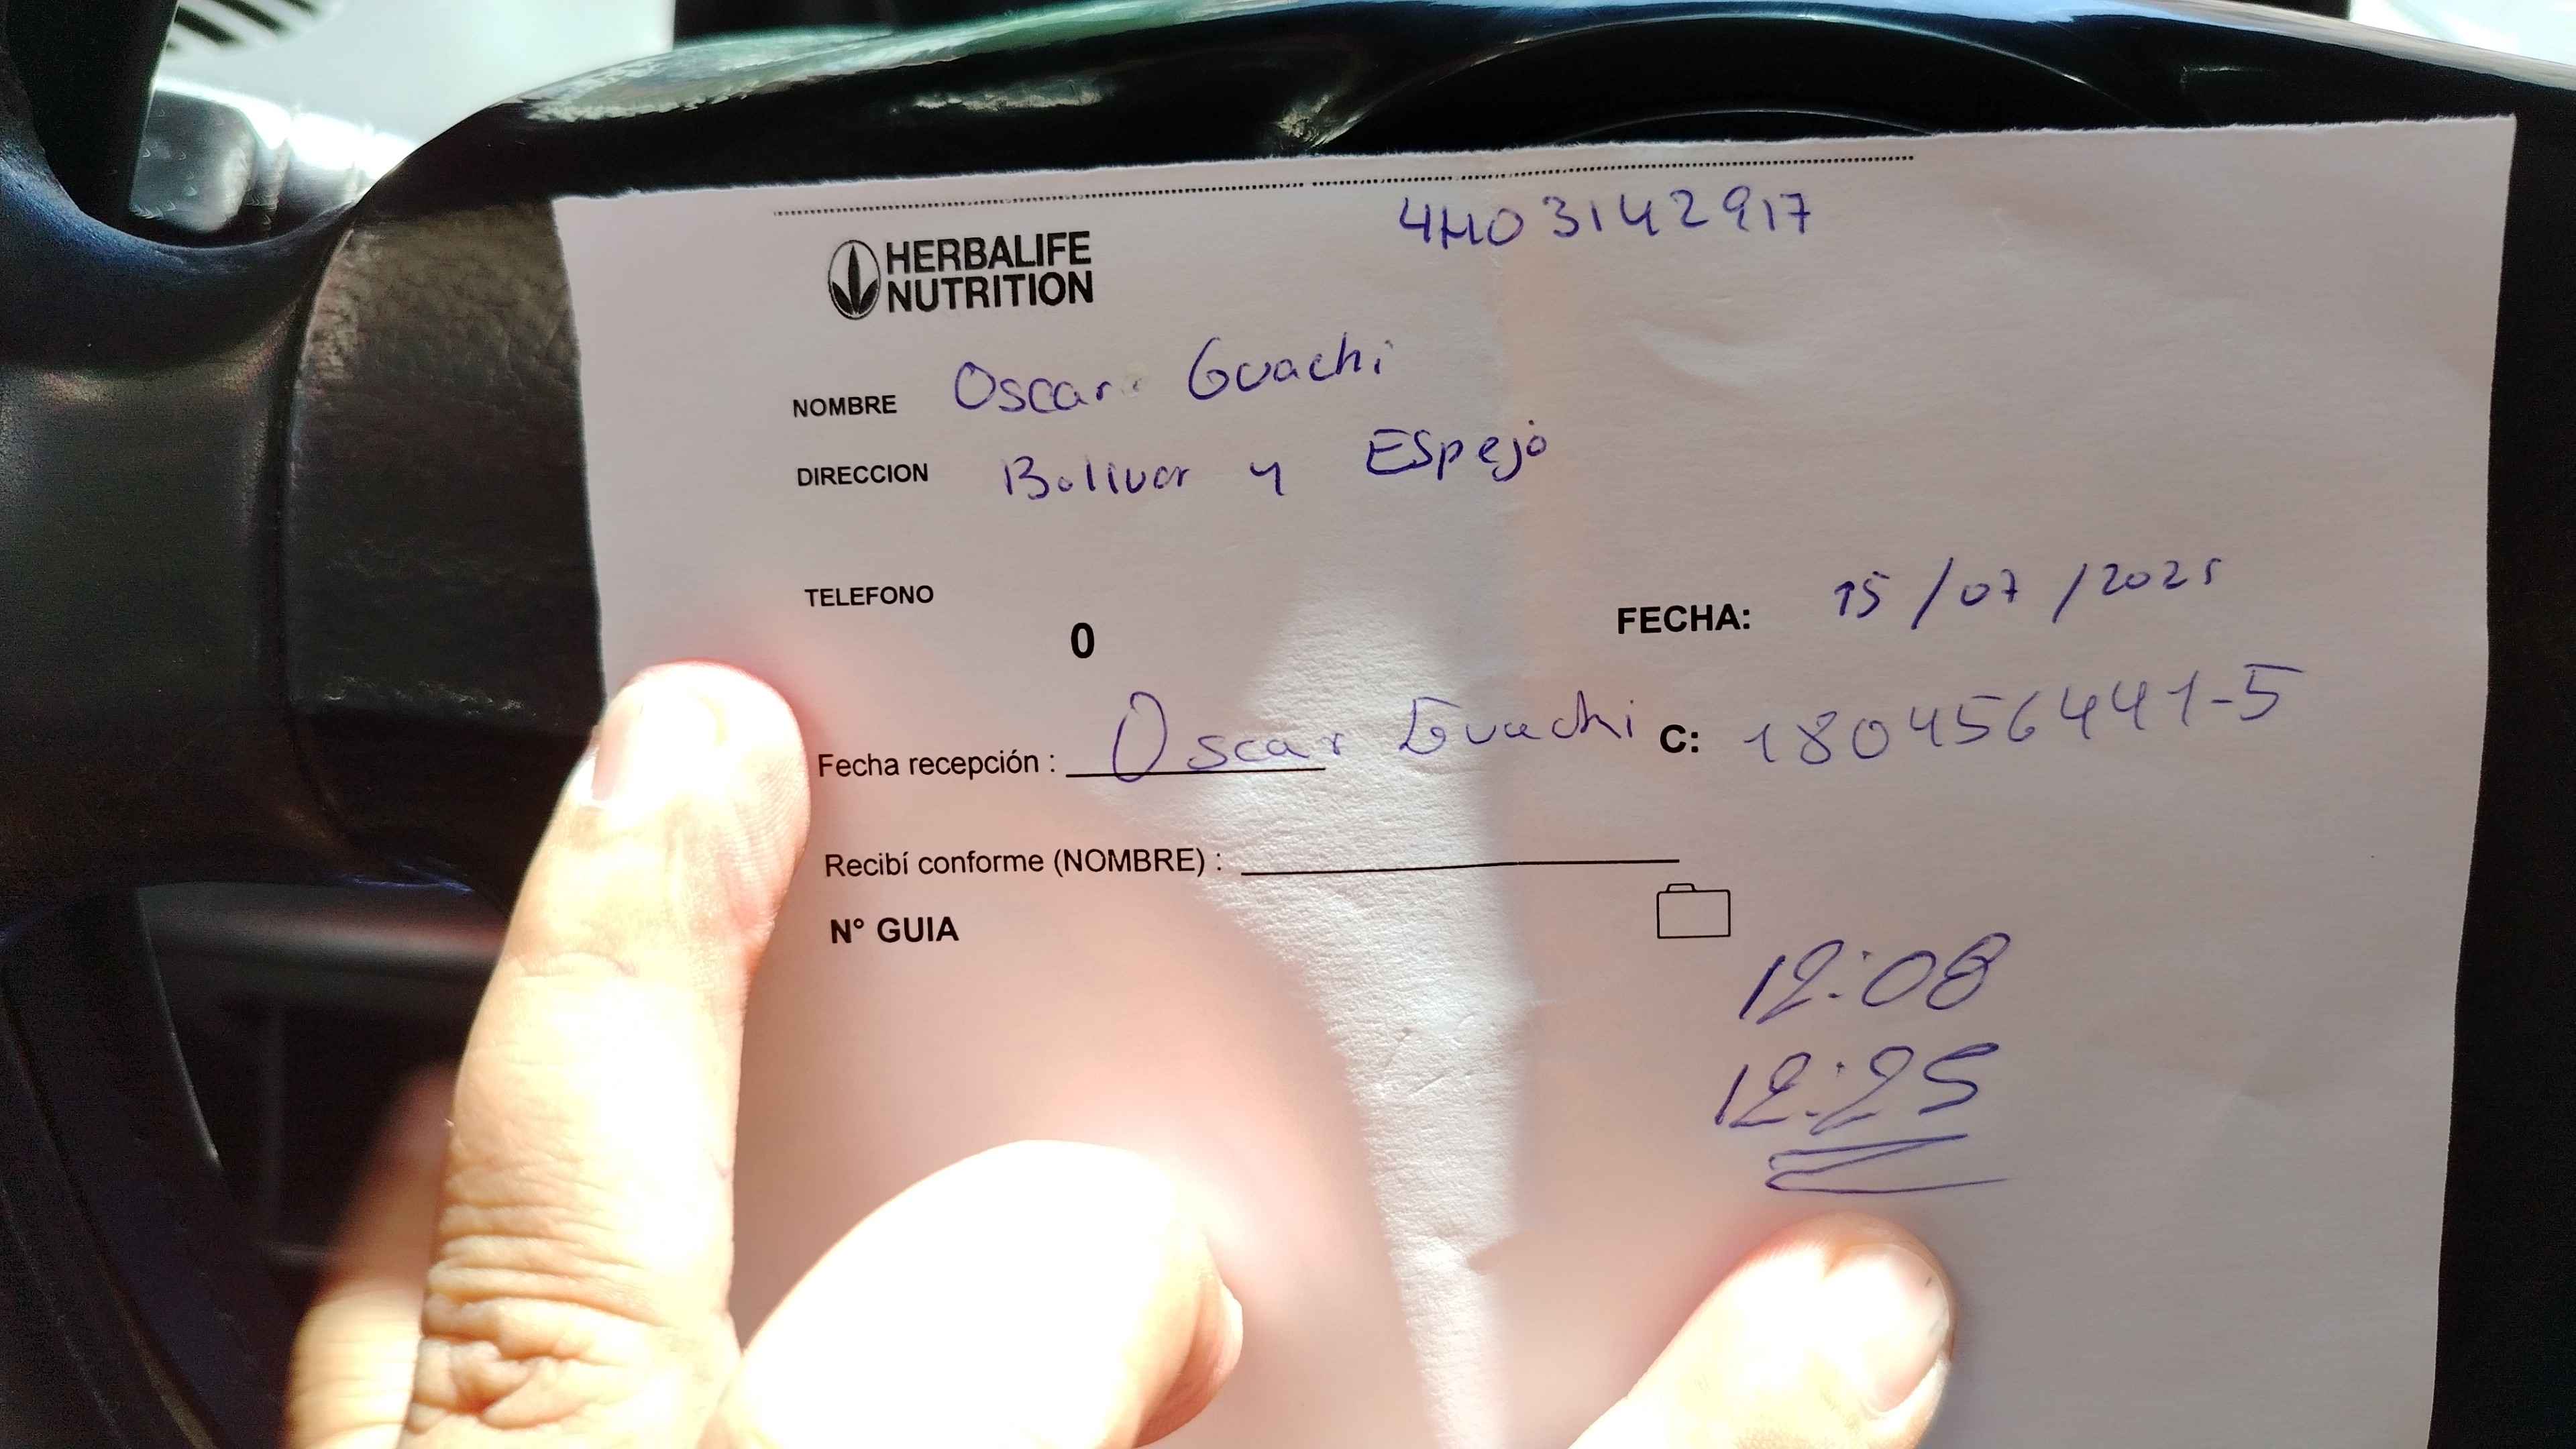 4H03142917
HERBALIFE
NUTRITION
NOMBRE Oscar Guachi
DIRECCION Bolivar y Espejo
TELEFONO
0
FECHA: 15/07/2025
Fecha recepción : Oscar Guachi C: 180456441-5
Recibí conforme (NOMBRE) :
N° GUIA
12:08
12:25